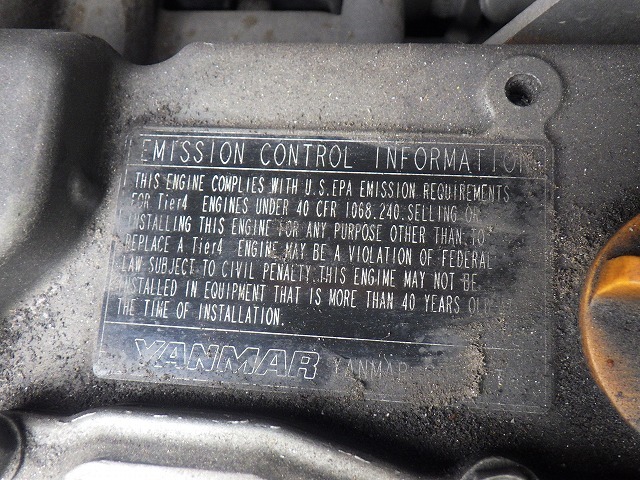 EMISSION CONTROL INFORMATION
THIS ENGINE COMPLIES WITH U.S.EPA EMISSION REQUIREMENTS
FOR Tier4 ENGINES UNDER 40 CFR 1068.240.SELLING OR
INSTALLING THIS ENGINE FOR ANY PURPOSE OTHER THAN TO
REPLACE A Tier4 ENGINE MAY BE A VIOLATION OF FEDERAL
LAW SUBJECT TO CIVIL PENALTY.THIS ENGINE MAY NOT BE
INSTALLED IN EQUIPMENT THAT IS MORE THAN 40 YEARS OLD
THE TIME OF INSTALLATION.
YANMAR YANMAR